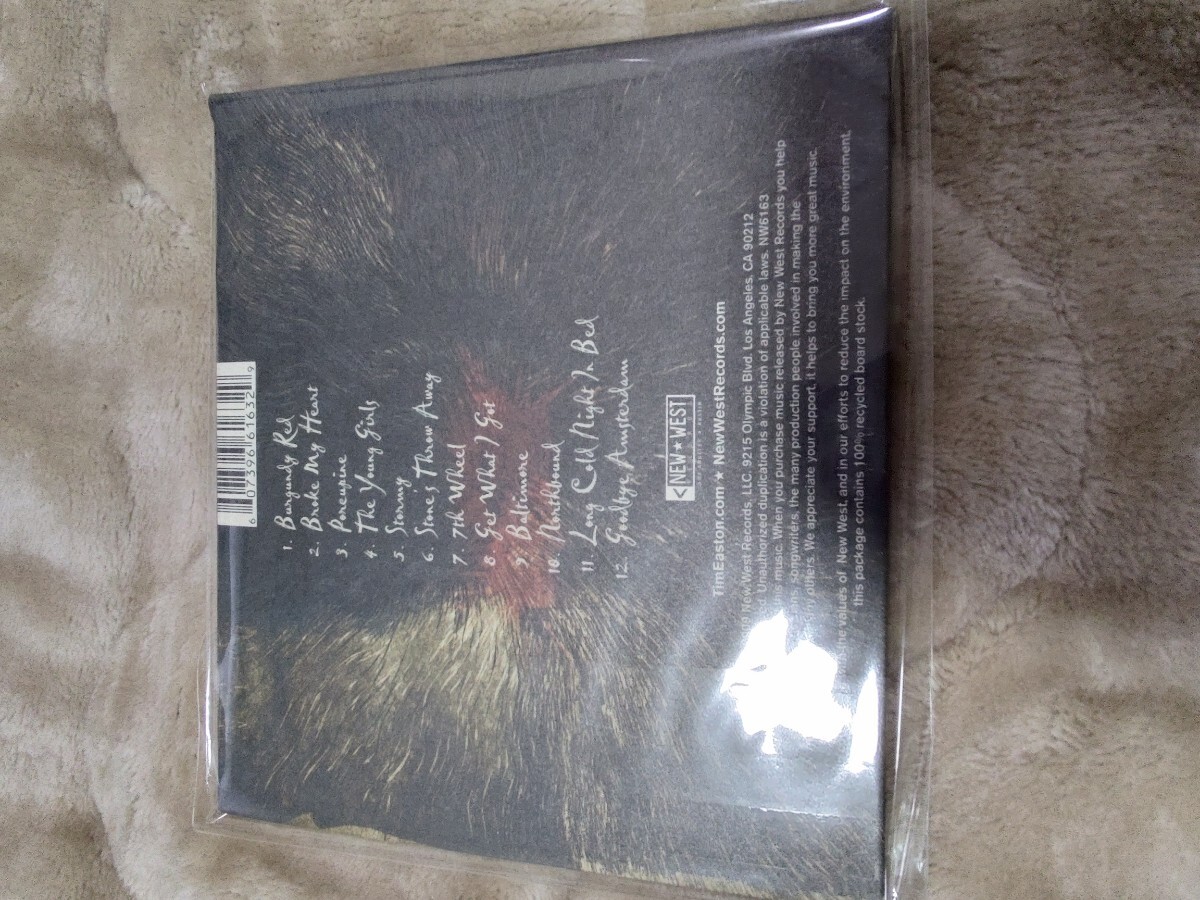 6 07396 61632 9
1. Burgundy Red
2. Broke My Heart
3. Porcupine
4. The Young Girls
5. Stormy
6. Stone's Throw Away
7. 7th Wheel
8. Get What I Got
9. Baltimore
10. Northbound
11. Long Cold Night In Bed
12. Goodbye Amsterdam
NEW★WEST
TimEaston.com ★ NewWestRecords.com
New West Records, LLC. 9215 Olympic Blvd. Los Angeles, CA 90212
Unauthorized duplication is a violation of applicable laws. NW6163
music. When you purchase music released by New West Records you help
songwriters, the many production people involved in making the
others. We appreciate your support, it helps to bring you more great music.
values of New West, and in our efforts to reduce the impact on the environment,
this package contains 100% recycled board stock.